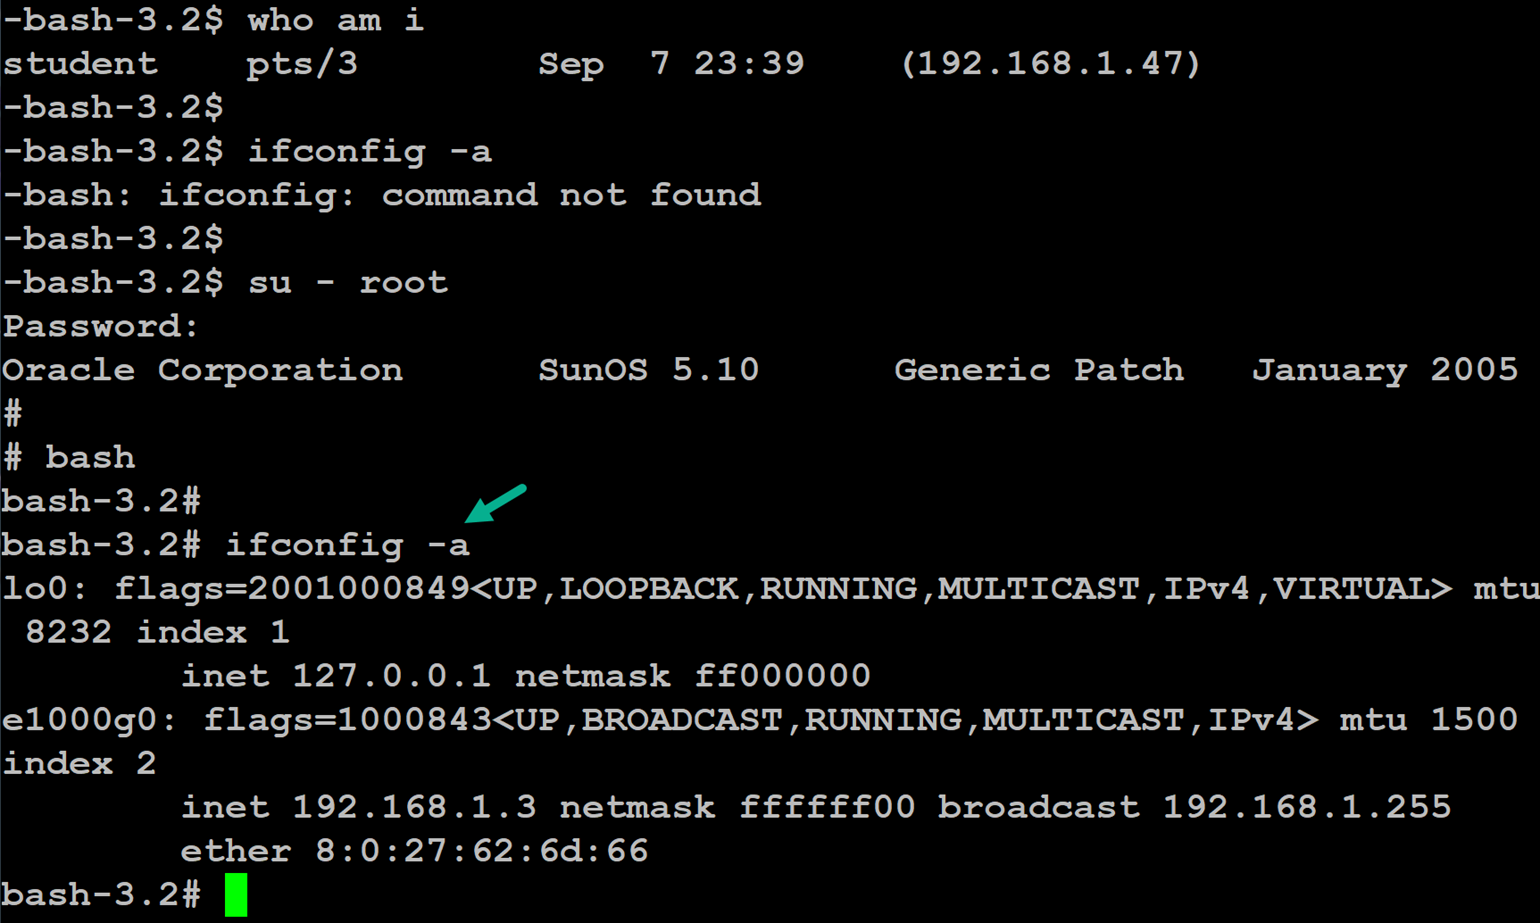 -bash-3.2$ who am i
student    pts/3        Sep  7 23:39    (192.168.1.47)
-bash-3.2$
-bash-3.2$ ifconfig -a
-bash: ifconfig: command not found
-bash-3.2$
-bash-3.2$ su - root
Password:
Oracle Corporation      SunOS 5.10      Generic Patch   January 2005
#
# bash
bash-3.2#
bash-3.2# ifconfig -a
lo0: flags=2001000849<UP,LOOPBACK,RUNNING,MULTICAST,IPv4,VIRTUAL> mtu
 8232 index 1
        inet 127.0.0.1 netmask ff000000
e1000g0: flags=1000843<UP,BROADCAST,RUNNING,MULTICAST,IPv4> mtu 1500
index 2
        inet 192.168.1.3 netmask ffffff00 broadcast 192.168.1.255
        ether 8:0:27:62:6d:66
bash-3.2#